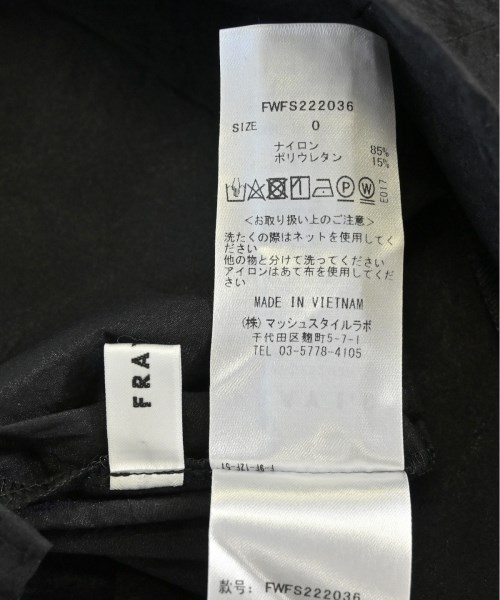 FWFS222036
SIZE 0
ナイロン 85%
ポリウレタン 15%
E017
<お取り扱い上のご注意>
洗たくの際はネットを使用してく
ださい
他の物と分けて洗ってください
アイロンはあて布を使用してくだ
さい
MADE IN VIETNAM
(株)マッシュスタイルラボ
千代田区麹町5-7-1
TEL 03-5778-4105
FRA
款号: FWFS222036